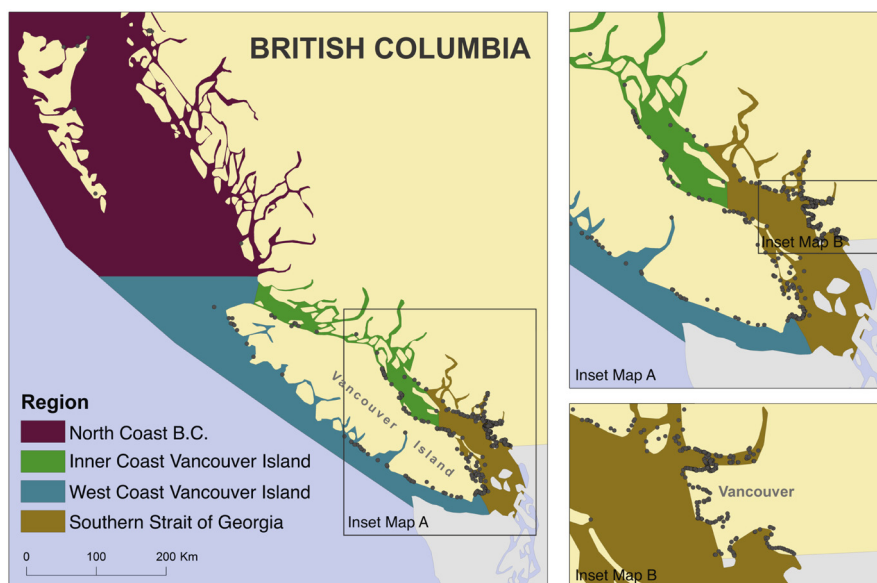 BRITISH COLUMBIA
Vancouver Island
Region
North Coast B.C.
Inner Coast Vancouver Island
West Coast Vancouver Island
Southern Strait of Georgia
0 100 200 Km
Inset Map A
Inset Map B
Inset Map A
Vancouver
Inset Map B